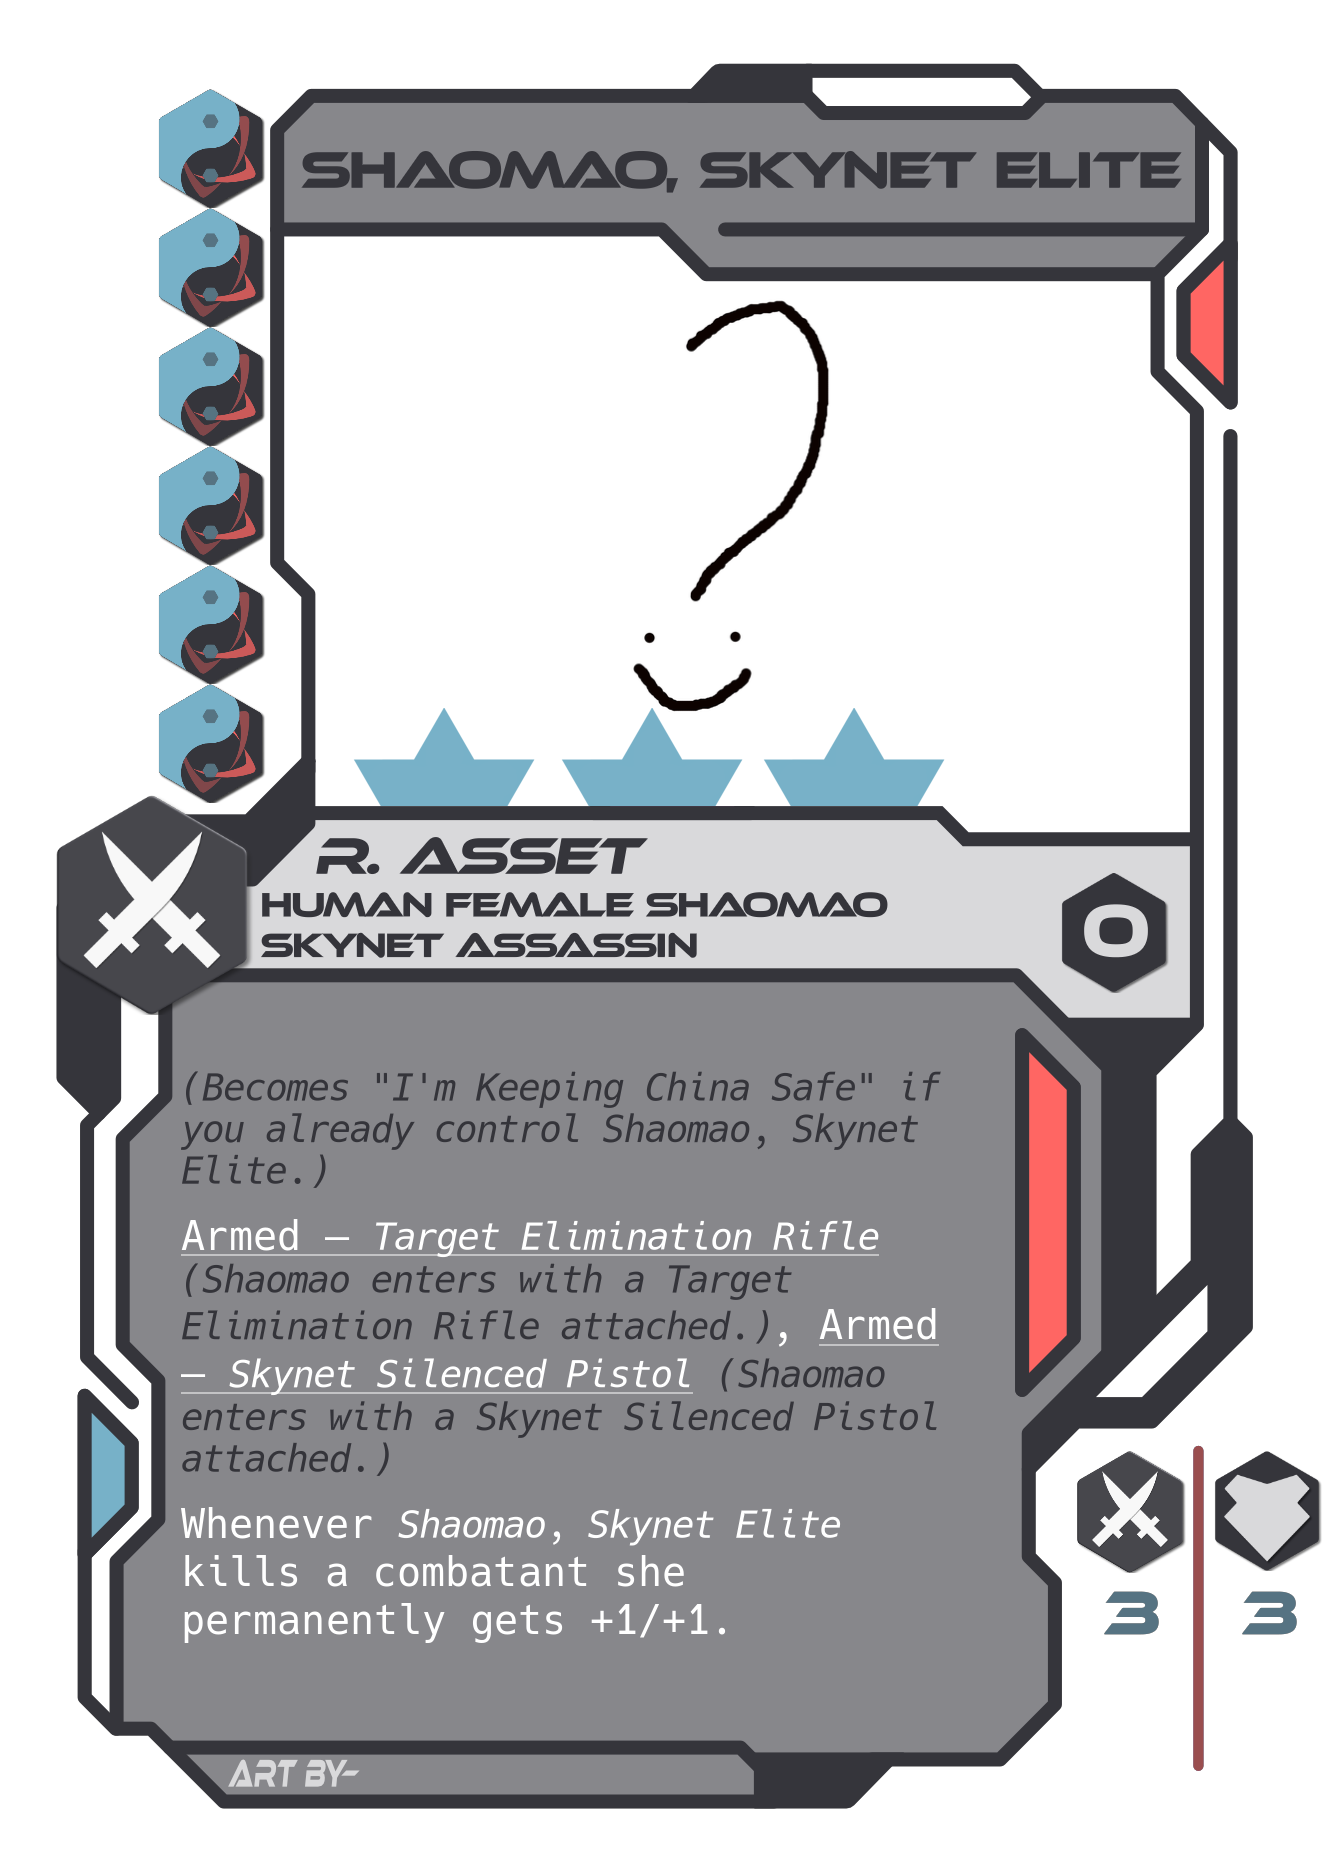 SHAOMAO, SKYNET ELITE
R. ASSET
HUMAN FEMALE SHAOMAO
SKYNET ASSASSIN
0
(Becomes "I'm Keeping China Safe" if
you already control Shaomao, Skynet
Elite.)
Armed – Target Elimination Rifle
(Shaomao enters with a Target
Elimination Rifle attached.), Armed
– Skynet Silenced Pistol (Shaomao
enters with a Skynet Silenced Pistol
attached.)
Whenever Shaomao, Skynet Elite
kills a combatant she
permanently gets +1/+1.
3 3
ART BY-